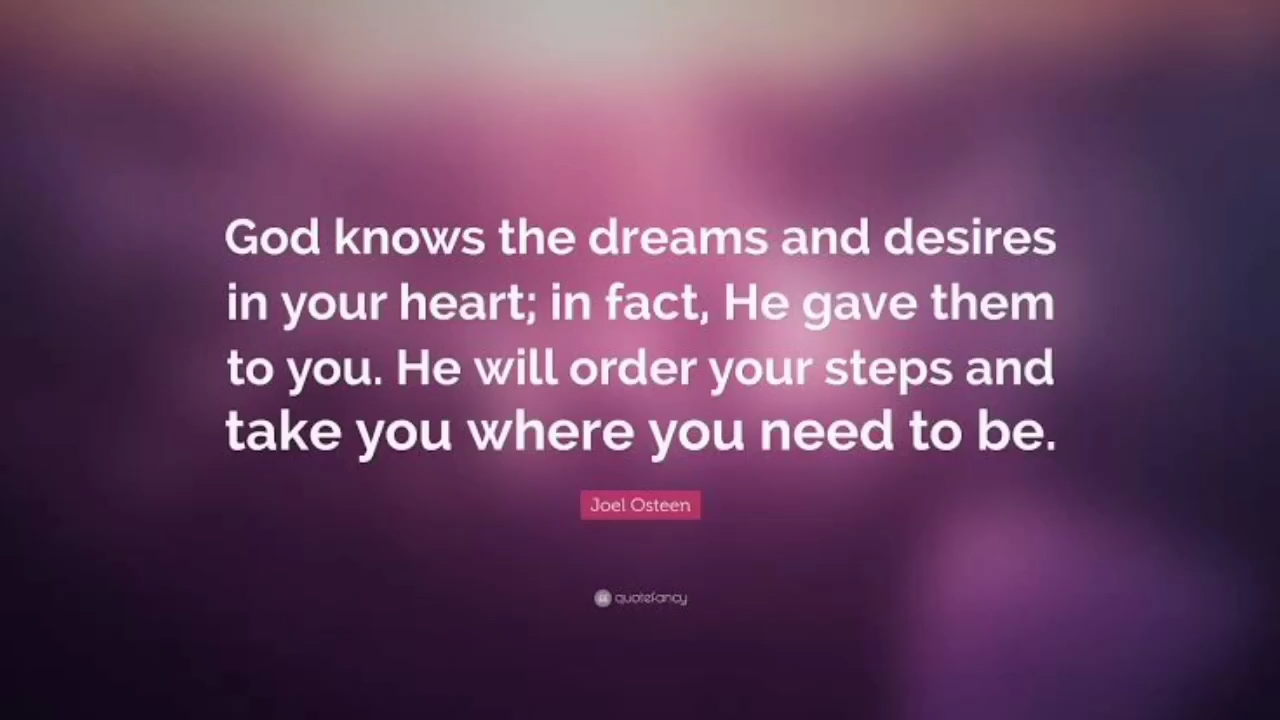 God knows the dreams and desires
in your heart; in fact, He gave them
to you. He will order your steps and
take you where you need to be.
Joel Osteen
quotefancy